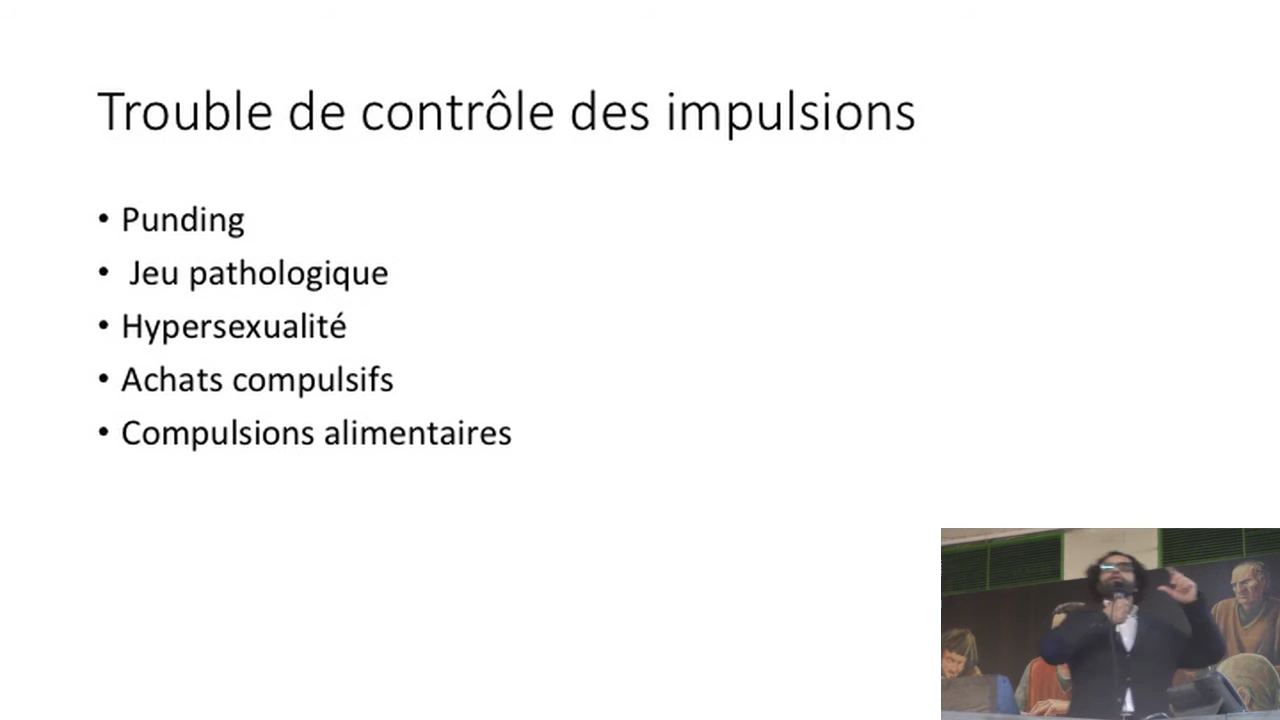 Trouble de contrôle des impulsions
• Punding
• Jeu pathologique
• Hypersexualité
• Achats compulsifs
• Compulsions alimentaires